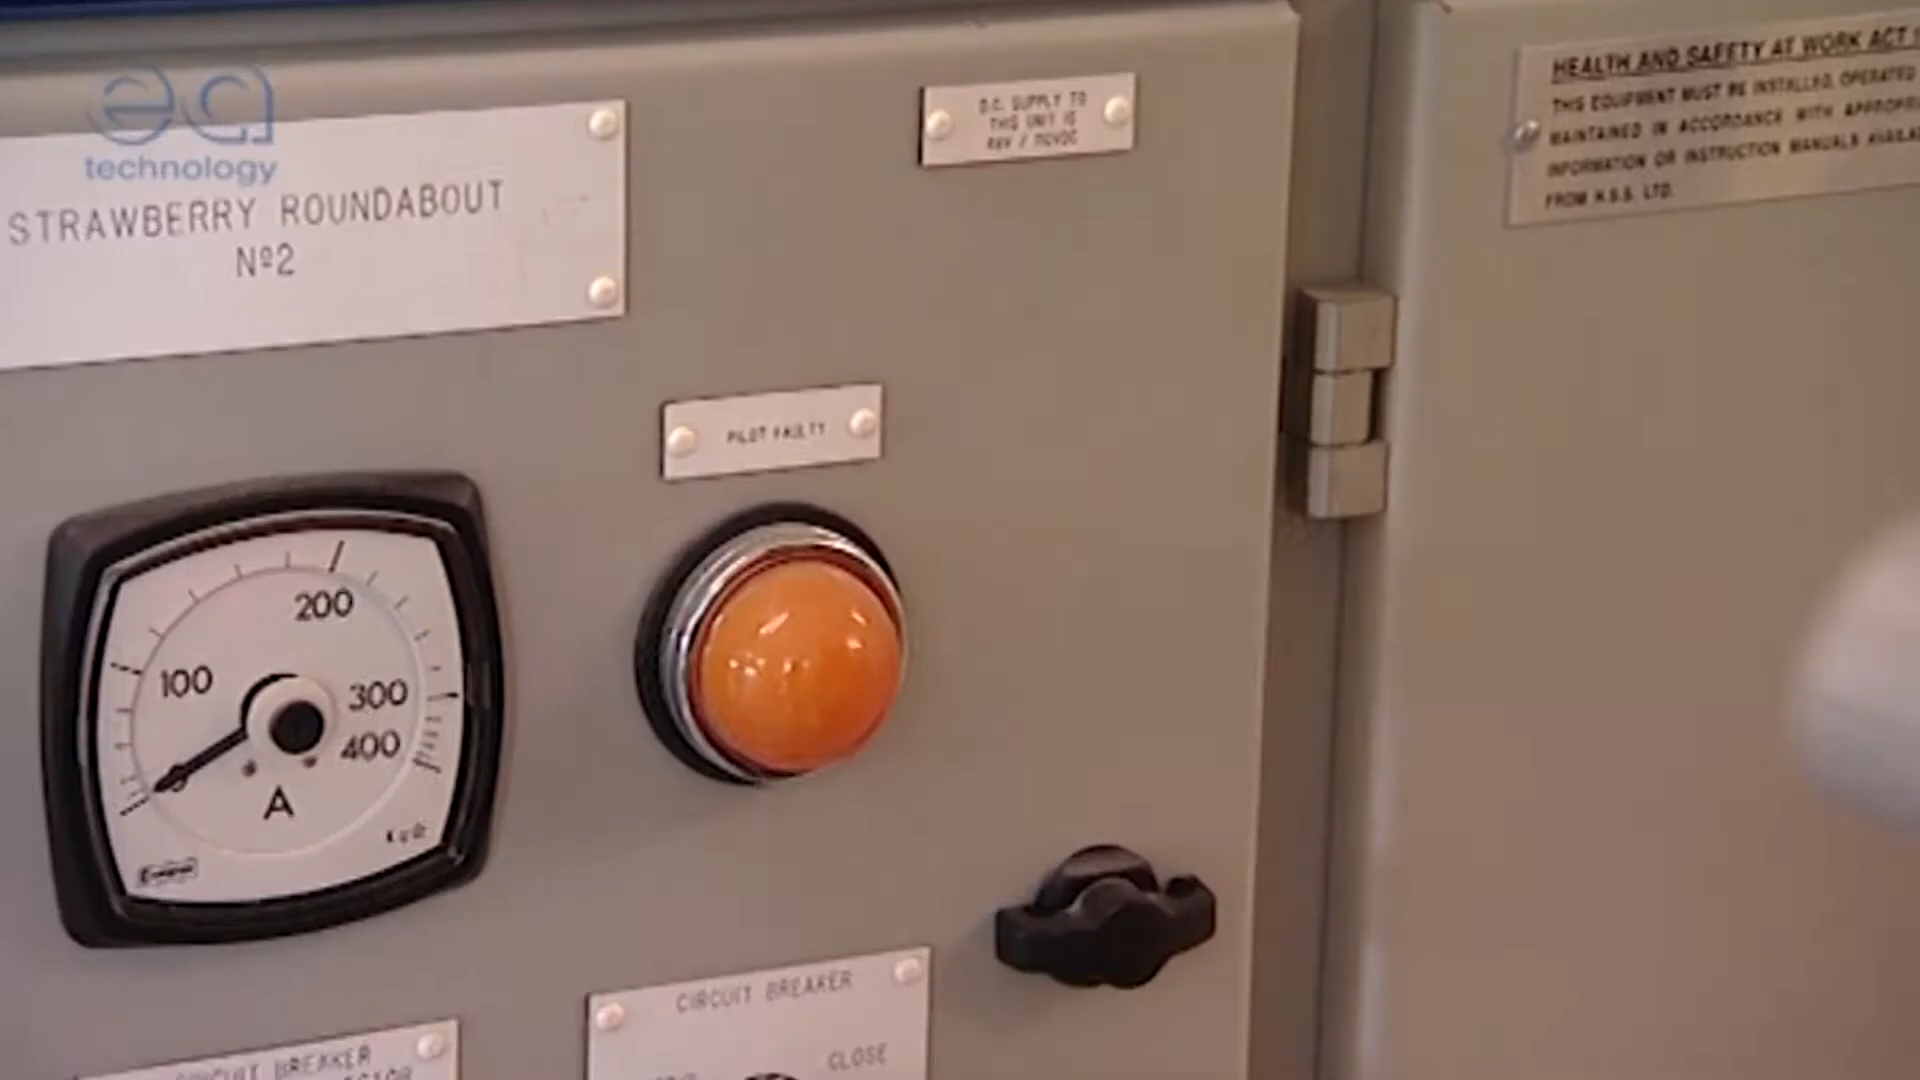 ea
technology
STRAWBERRY ROUNDABOUT
Nº2
D.C. SUPPLY TO
THIS UNIT IS
HEALTH AND SAFETY AT WORK ACT
THIS EQUIPMENT MUST BE INSTALLED, OPERATED
MAINTAINED IN ACCORDANCE WITH
INFORMATION OR INSTRUCTION MANUALS
FROM
LTD.
PILOT FAULTY
200
100
300
400
0
A
CIRCUIT BREAKER
CLOSE
CIRCUIT BREAKER